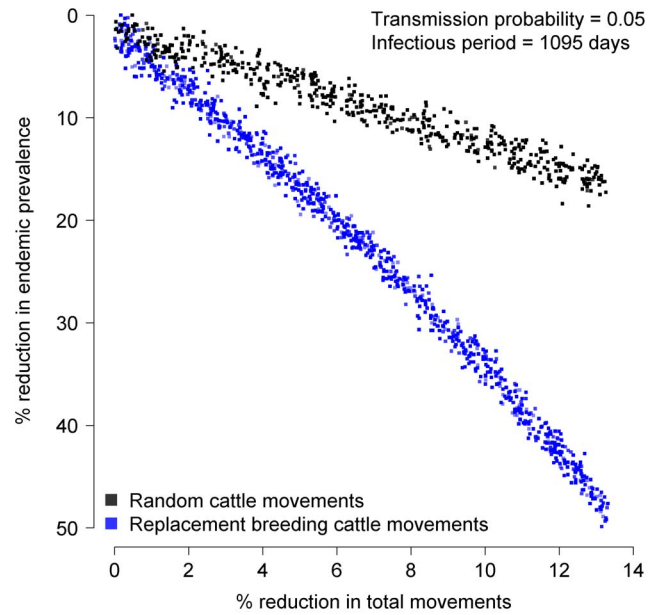 Transmission probability = 0.05
Infectious period = 1095 days
0
10
20
30
40
50
% reduction in endemic prevalence
Random cattle movements
Replacement breeding cattle movements
0 2 4 6 8 10 12 14
% reduction in total movements